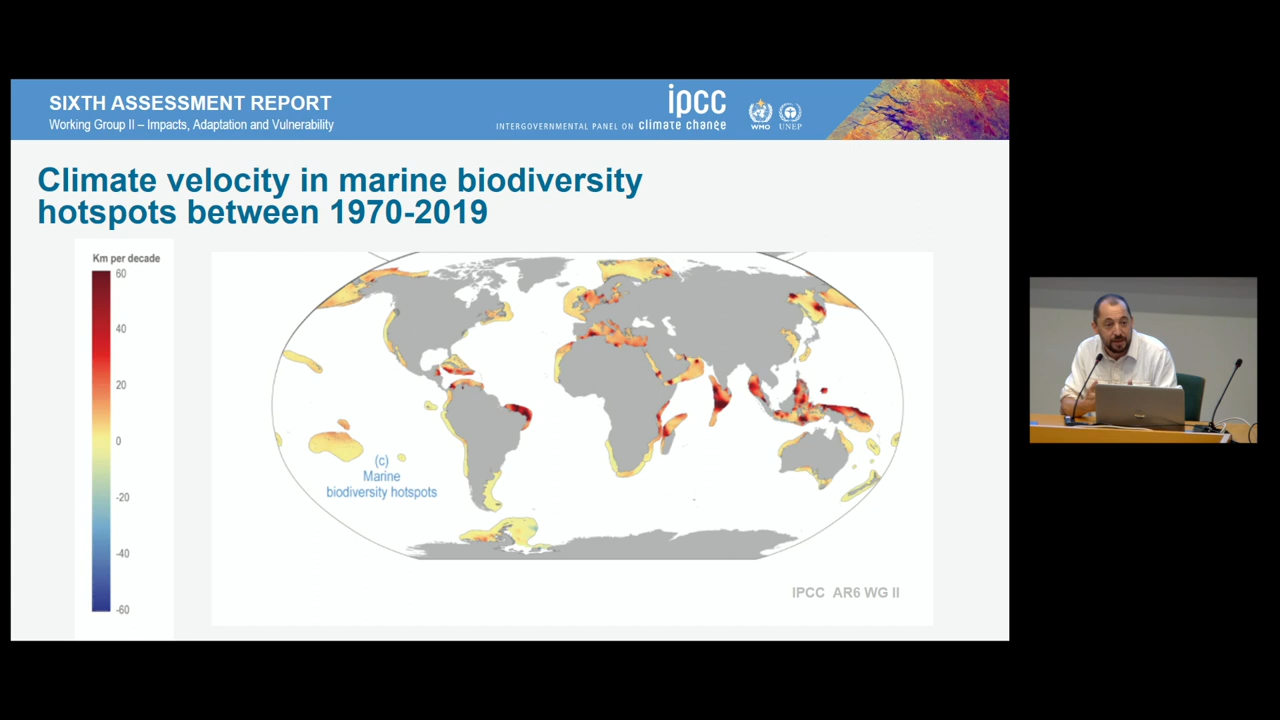 SIXTH ASSESSMENT REPORT
Working Group II – Impacts, Adaptation and Vulnerability
ipcc
INTERGOVERNMENTAL PANEL ON climate change
WMO
UNEP
Climate velocity in marine biodiversity
hotspots between 1970-2019
Km per decade
60
40
20
0
-20
-40
-60
(c)
Marine
biodiversity hotspots
IPCC AR6 WG II